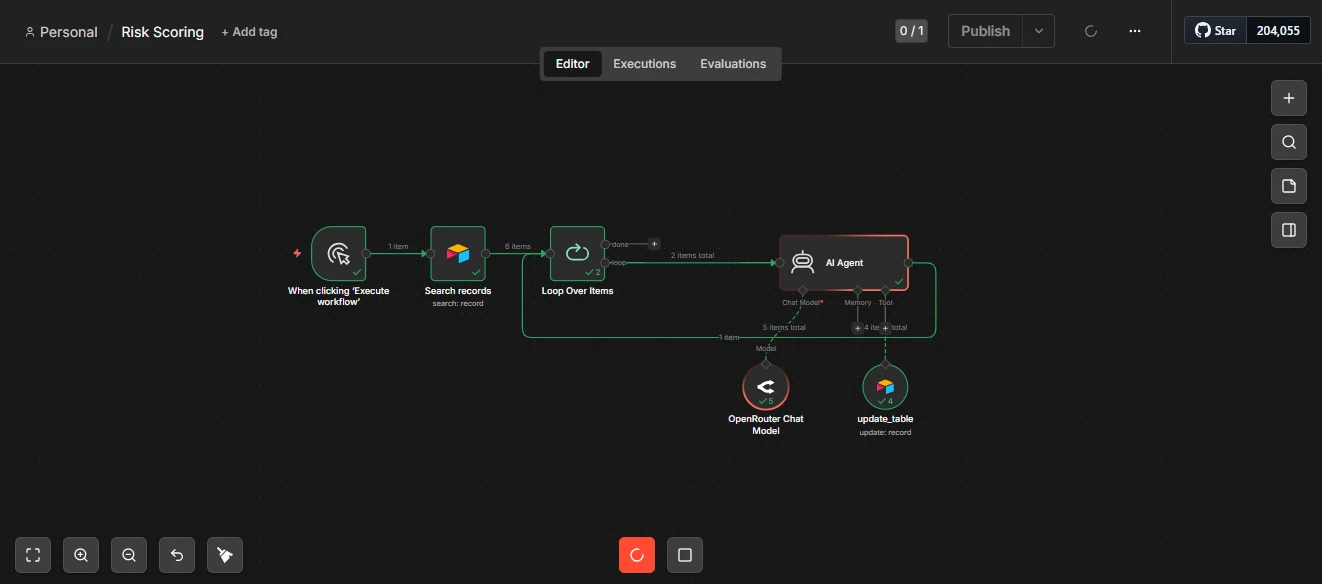 Personal / Risk Scoring + Add tag
0 / 1
Publish
Star 204,055
Editor Executions Evaluations
1 item
6 items
done
loop
2 items total
AI Agent
When clicking ‘Execute
workflow’
Search records
search: record
Loop Over Items
Chat Model*
Memory
Tool
5 items total
1 item
Model
5
4
OpenRouter Chat
Model
update_table
update: record
2